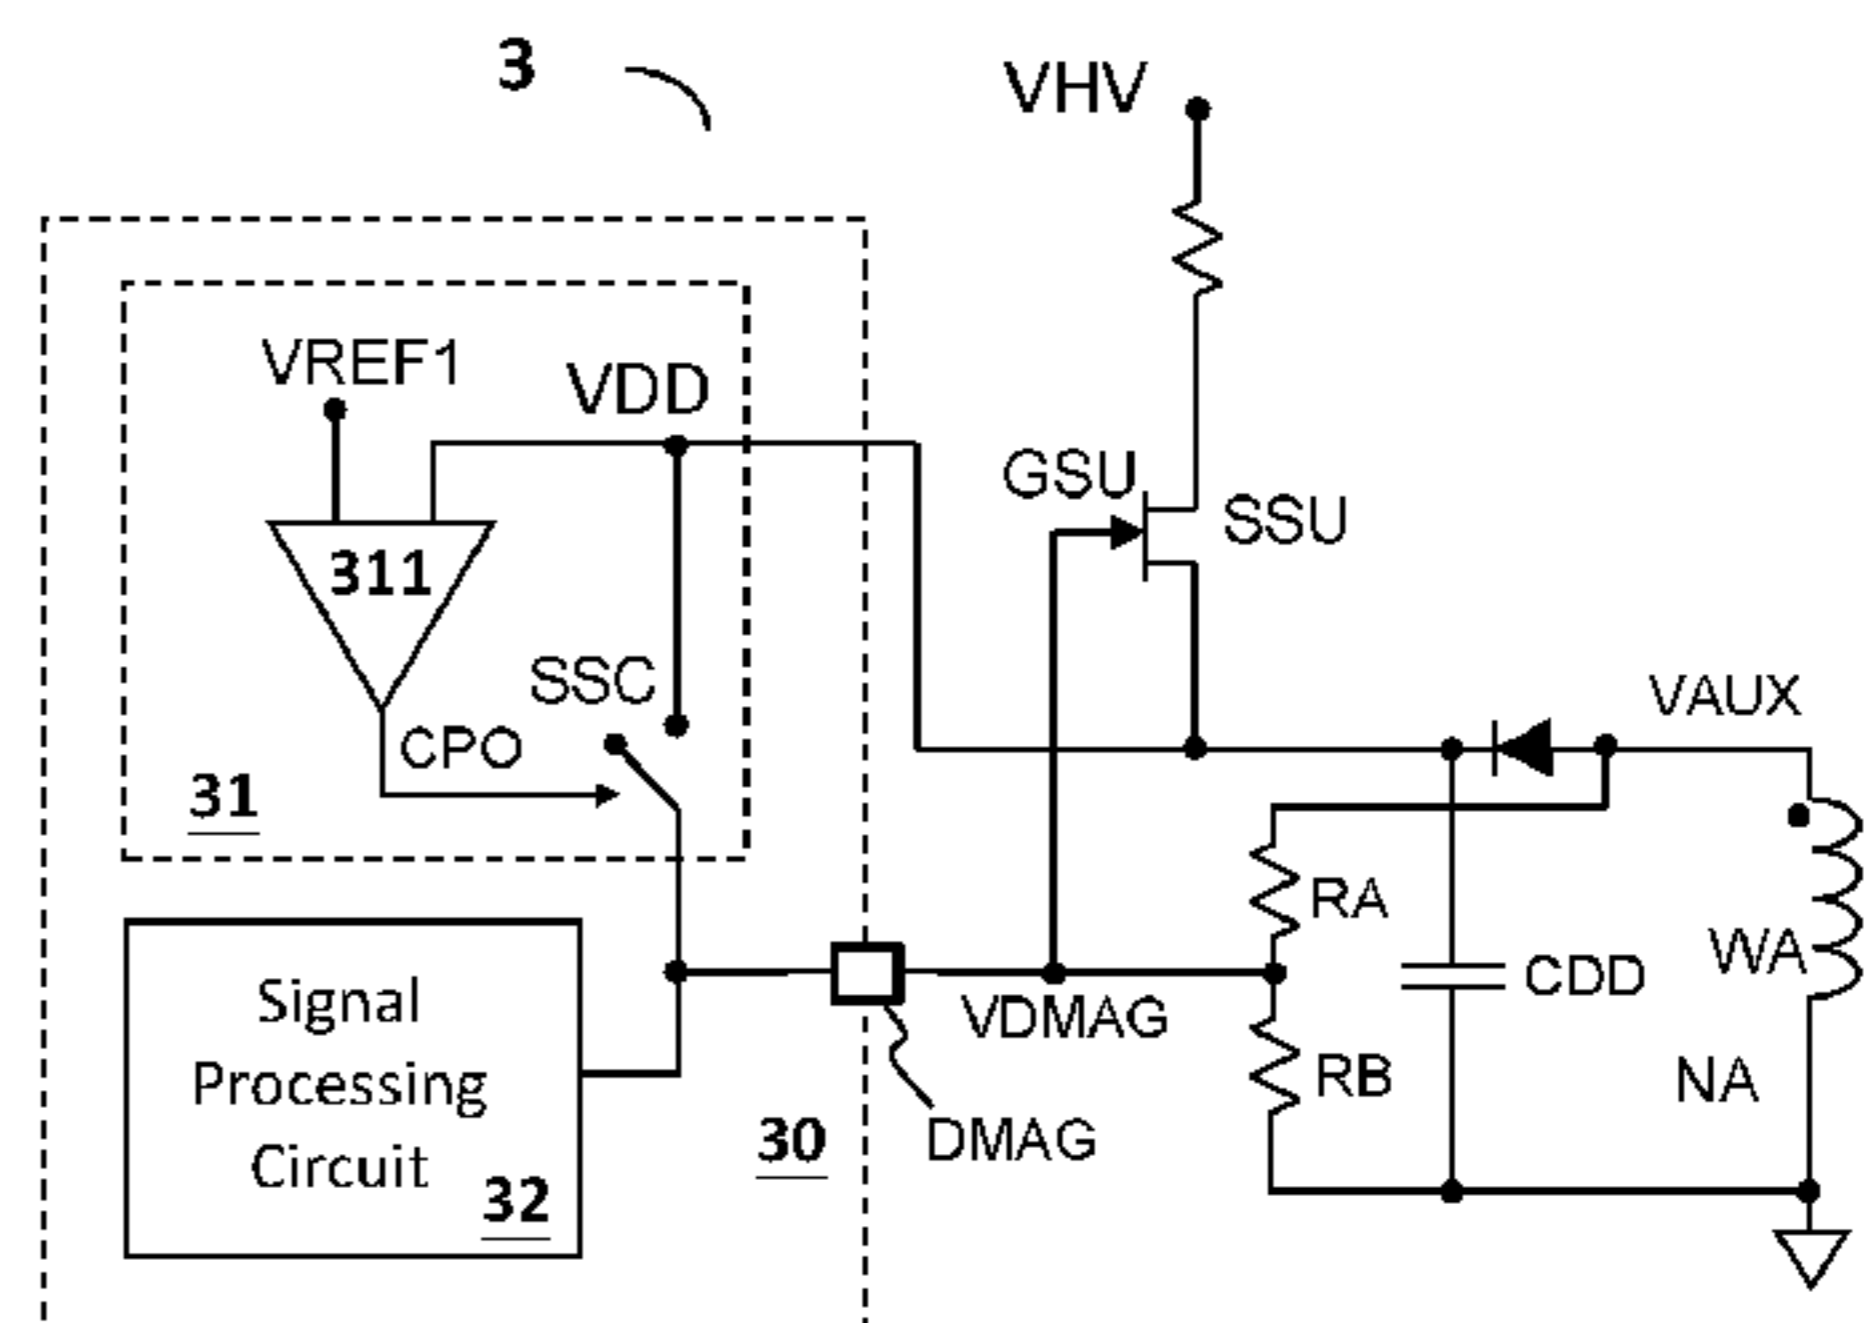 3
VHV
VREF1
VDD
GSU
SSU
311
SSC
VAUX
CPO
31
RA
WA
CDD
Signal
Processing
Circuit
32
VDMAG
RB
NA
30
DMAG